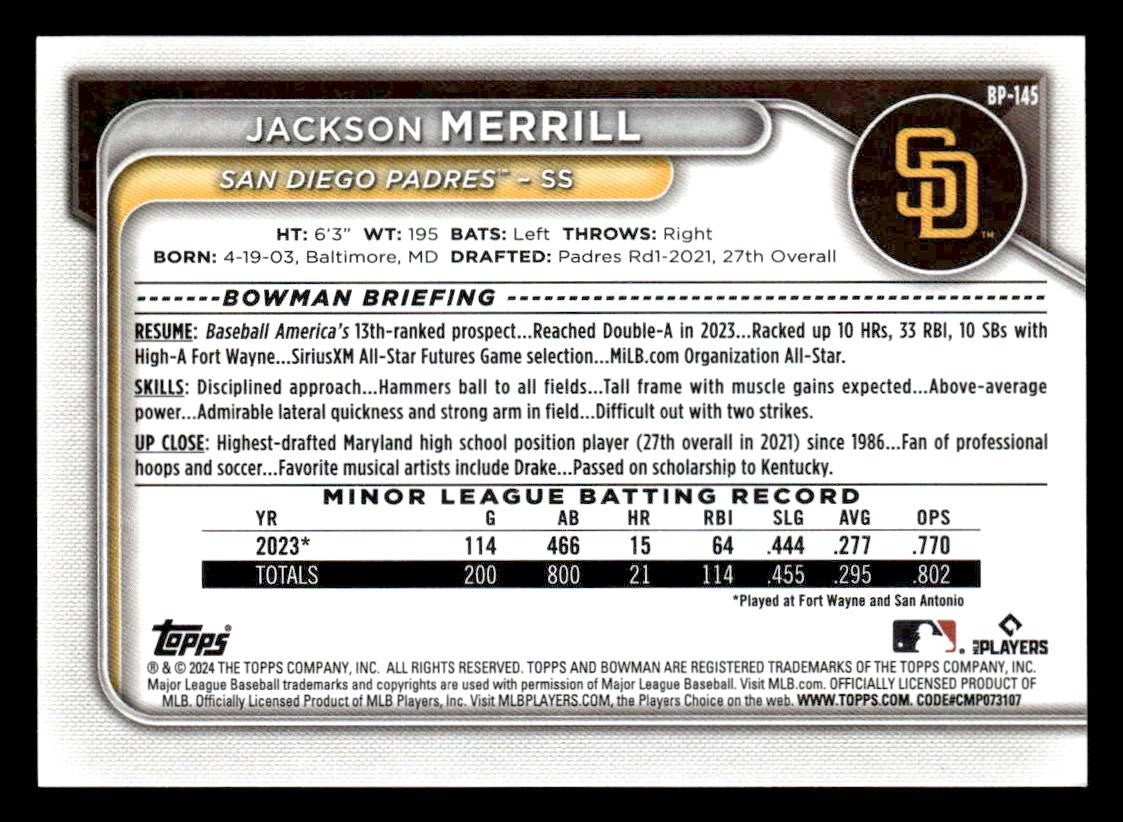 BP-145
JACKSON MERRILL
SAN DIEGO PADRES™ – SS
SD™
HT: 6'3" WT: 195 BATS: Left THROWS: Right
BORN: 4-19-03, Baltimore, MD DRAFTED: Padres Rd1-2021, 27th Overall
BOWMAN BRIEFING
RESUME: Baseball America's 13th-ranked prospect...Reached Double-A in 2023...Racked up 10 HRs, 33 RBI, 10 SBs with
High-A Fort Wayne...SiriusXM All-Star Futures Game selection...MiLB.com Organization All-Star.
SKILLS: Disciplined approach...Hammers ball to all fields...Tall frame with muscle gains expected...Above-average
power...Admirable lateral quickness and strong arm in field...Difficult out with two strikes.
UP CLOSE: Highest-drafted Maryland high school position player (27th overall in 2021) since 1986...Fan of professional
hoops and soccer...Favorite musical artists include Drake...Passed on scholarship to Kentucky.
MINOR LEAGUE BATTING RECORD
YR G AB HR RBI SLG AVG OPS
2023* 114 466 15 64 .444 .277 .770
TOTALS 200 800 21 114 .455 .295 .802
*Played at Fort Wayne and San Antonio
Topps®
MLB PLAYERS
® & © 2024 THE TOPPS COMPANY, INC. ALL RIGHTS RESERVED. TOPPS AND BOWMAN ARE REGISTERED TRADEMARKS OF THE TOPPS COMPANY, INC.
Major League Baseball trademarks and copyrights are used with permission of Major League Baseball. Visit MLB.com. OFFICIALLY LICENSED PRODUCT OF
MLB. Officially Licensed Product of MLB Players, Inc. Visit MLBPLAYERS.COM, the Players Choice on the web. WWW.TOPPS.COM. CODE#CMP073107